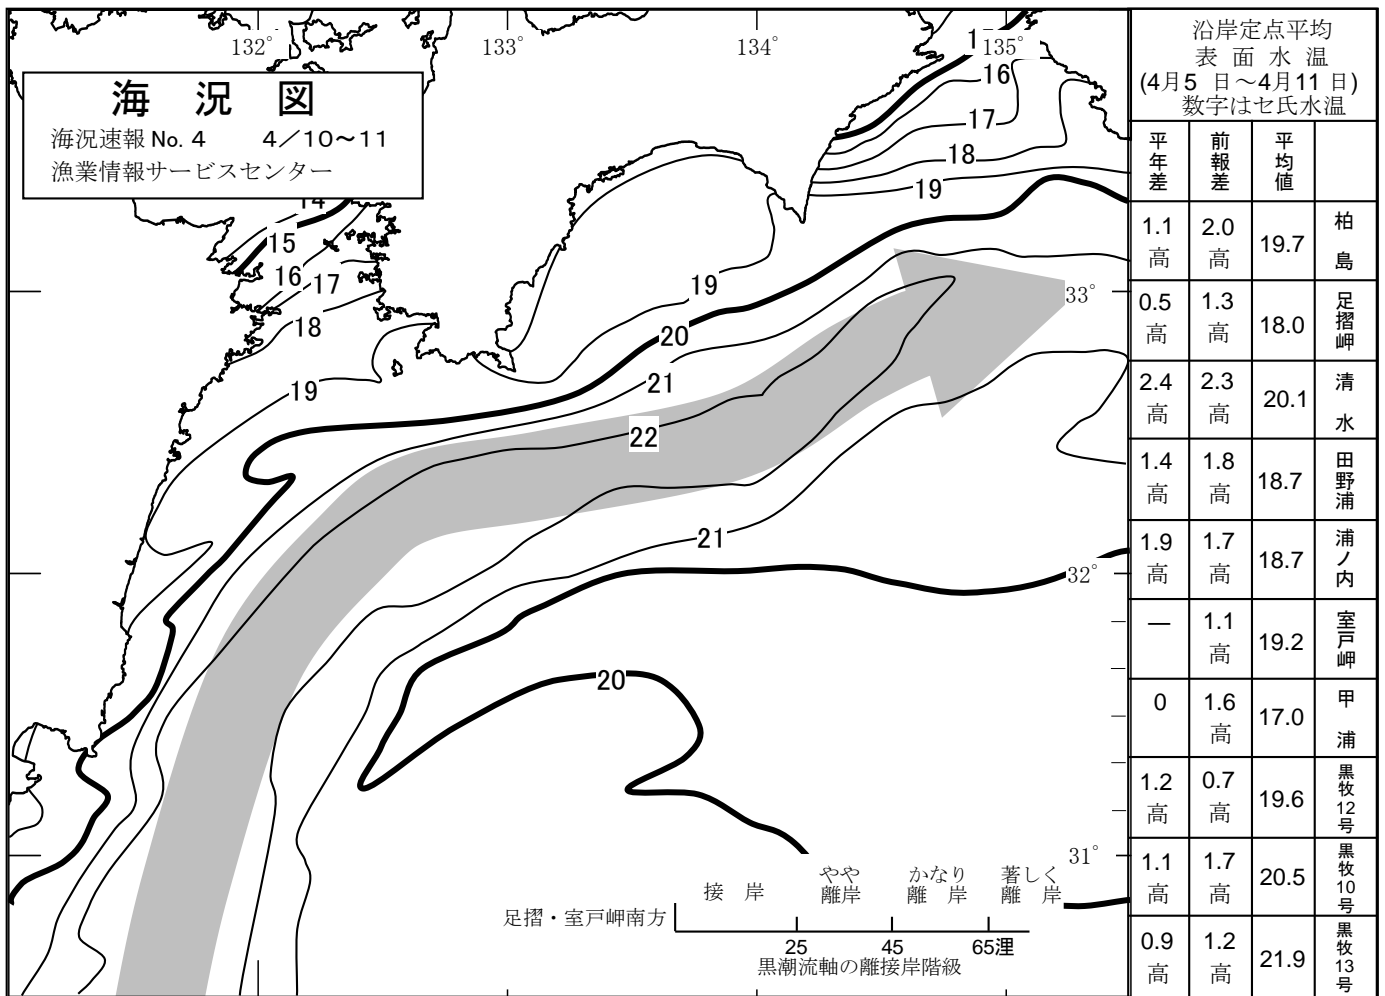 132°
133°
134°
135°
海 況 図
海況速報 No. 4 4/10～11
漁業情報サービスセンター
14
15
16
17
18
19
16
17
18
19
19
20
21
22
21
20
33°
32°
31°
接 岸
やや
離岸
かなり
離 岸
著しく
離 岸
足摺・室戸岬南方
25
45
65浬
黒潮流軸の離接岸階級
沿岸定点平均
表 面 水 温
(4月5 日～4月11 日)
数字はセ氏水温
平年差 前報差 平均値
1.1高 2.0高 19.7 柏島
0.5高 1.3高 18.0 足摺岬
2.4高 2.3高 20.1 清水
1.4高 1.8高 18.7 田野浦
1.9高 1.7高 18.7 浦ノ内
— 1.1高 19.2 室戸岬
0 1.6高 17.0 甲浦
1.2高 0.7高 19.6 黒牧12号
1.1高 1.7高 20.5 黒牧10号
0.9高 1.2高 21.9 黒牧13号